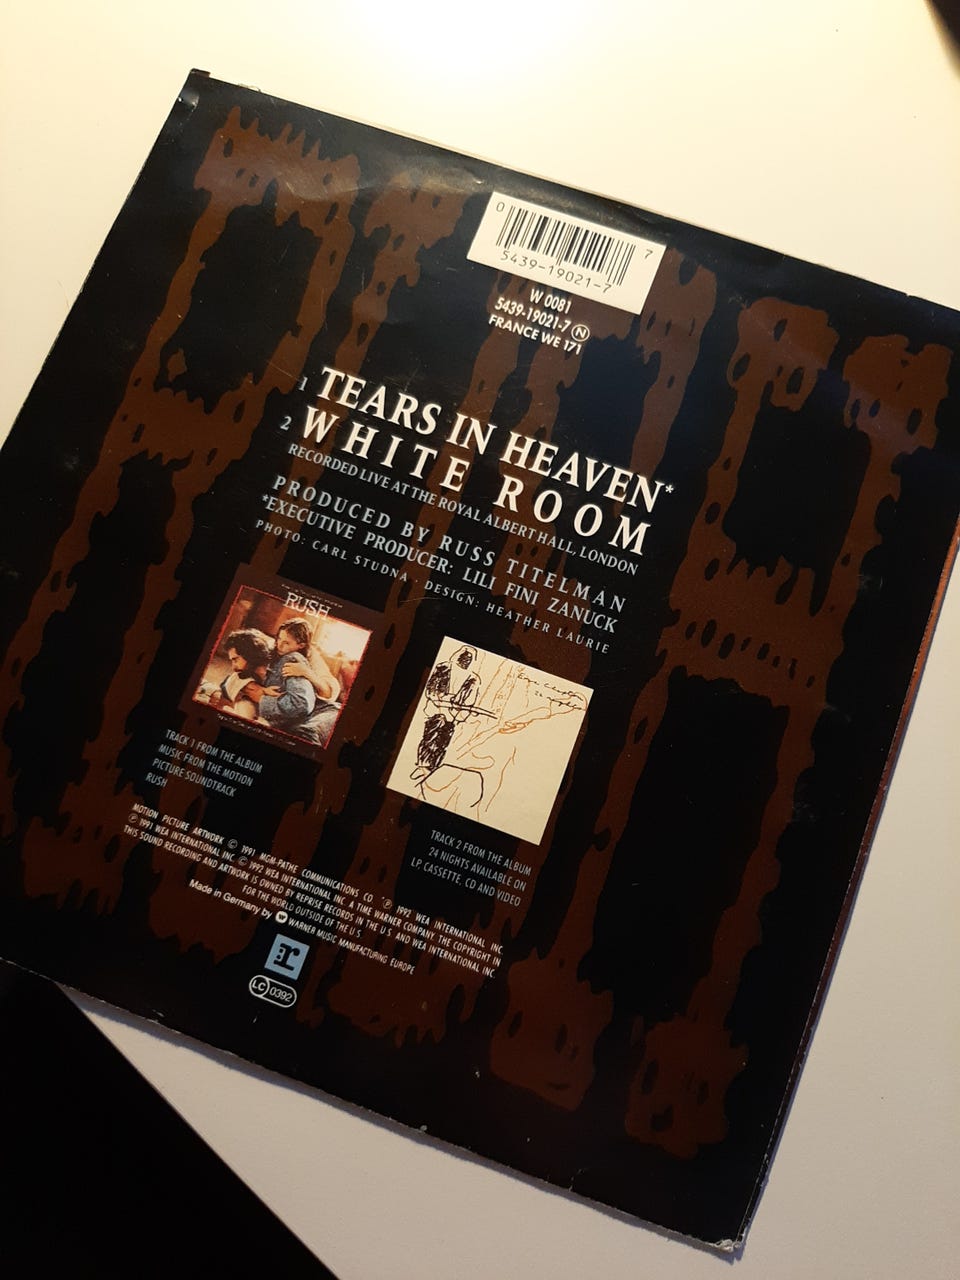 0
7
5439-19021-7
W 0081
5439-19021-7 Ⓝ
FRANCE WE 171
1 TEARS IN HEAVEN*
2 WHITE ROOM
RECORDED LIVE AT THE ROYAL ALBERT HALL, LONDON
PRODUCED BY RUSS TITELMAN
*EXECUTIVE PRODUCER: LILI FINI ZANUCK
PHOTO: CARL STUDNA . DESIGN: HEATHER LAURIE
RUSH
TRACK 1 FROM THE ALBUM
MUSIC FROM THE MOTION
PICTURE SOUNDTRACK
RUSH
24 nights
TRACK 2 FROM THE ALBUM
24 NIGHTS AVAILABLE ON
LP, CASSETTE, CD AND VIDEO
MOTION PICTURE ARTWORK © 1991 MGM-PATHE COMMUNICATIONS CO. ℗ 1992 WEA INTERNATIONAL INC.
℗ 1991 WEA INTERNATIONAL INC. © 1992 WEA INTERNATIONAL INC. A TIME WARNER COMPANY. THE COPYRIGHT IN
THIS SOUND RECORDING AND ARTWORK IS OWNED BY REPRISE RECORDS IN THE U.S. AND WEA INTERNATIONAL INC.
FOR THE WORLD OUTSIDE OF THE U.S.
Made in Germany by WARNER MUSIC MANUFACTURING EUROPE
r
LC 0392